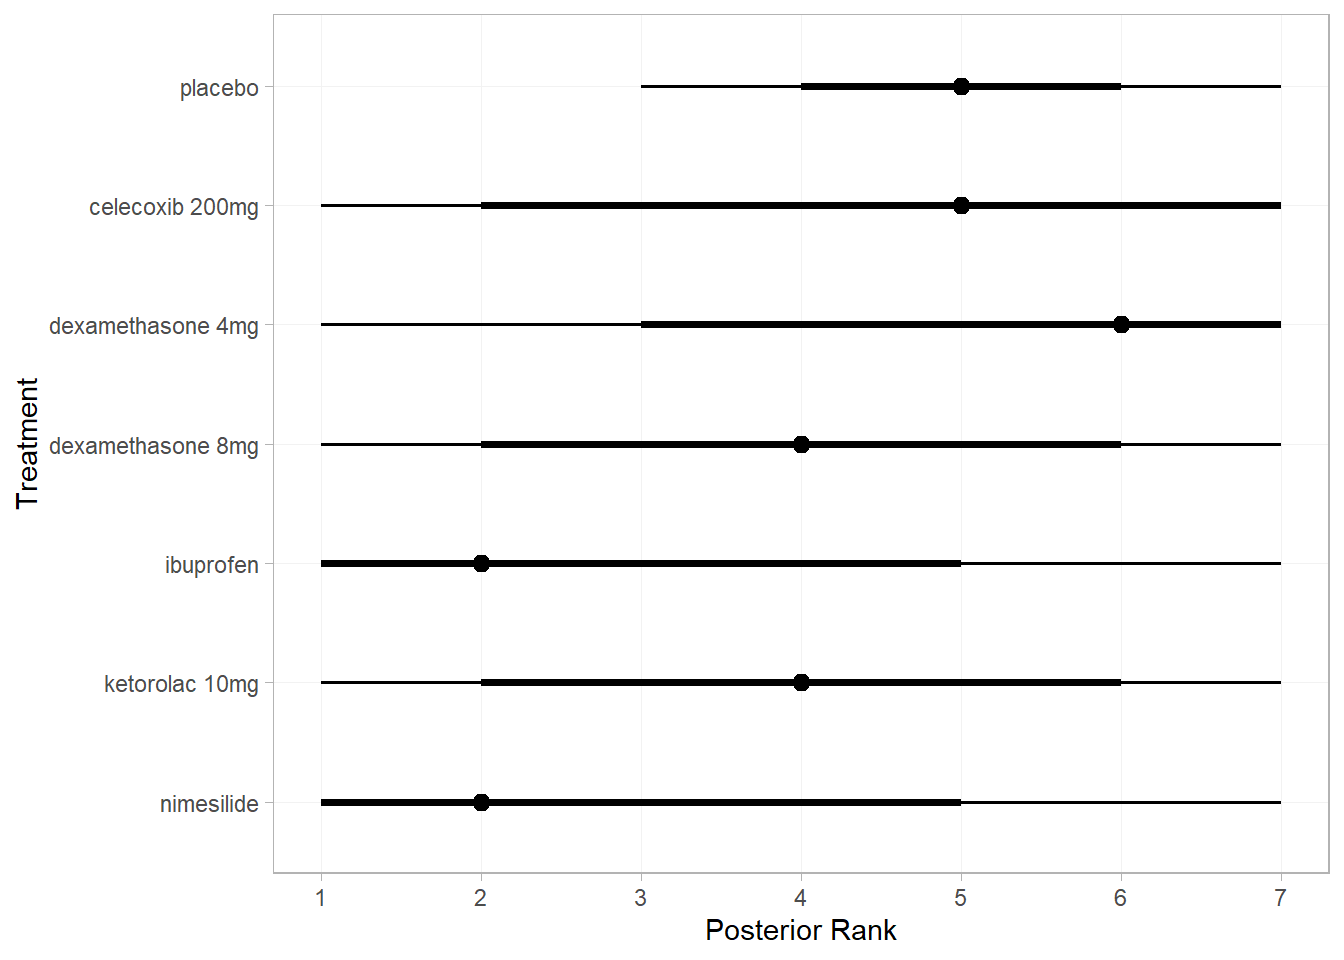 placebo
celecoxib 200mg
dexamethasone 4mg
dexamethasone 8mg
ibuprofen
ketorolac 10mg
nimesilide
Treatment
1 2 3 4 5 6 7
Posterior Rank